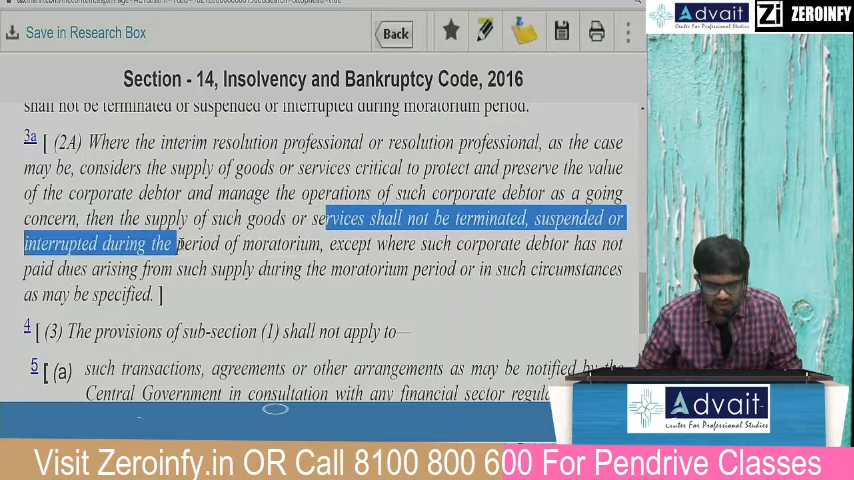 Save in Research Box
Back
Advait
Center For Professional Studies
Zi ZEROINFY
Section - 14, Insolvency and Bankruptcy Code, 2016
shall not be terminated or suspended or interrupted during moratorium period.
3a [ (2A) Where the interim resolution professional or resolution professional, as the case
may be, considers the supply of goods or services critical to protect and preserve the value
of the corporate debtor and manage the operations of such corporate debtor as a going
concern, then the supply of such goods or services shall not be terminated, suspended or
interrupted during the period of moratorium, except where such corporate debtor has not
paid dues arising from such supply during the moratorium period or in such circumstances
as may be specified. ]
4 [ (3) The provisions of sub-section (1) shall not apply to—
5 [ (a) such transactions, agreements or other arrangements as may be notified by the
Central Government in consultation with any financial sector
Advait
Center For Professional Studies
Visit Zeroinfy.in OR Call 8100 800 600 For Pendrive Classes